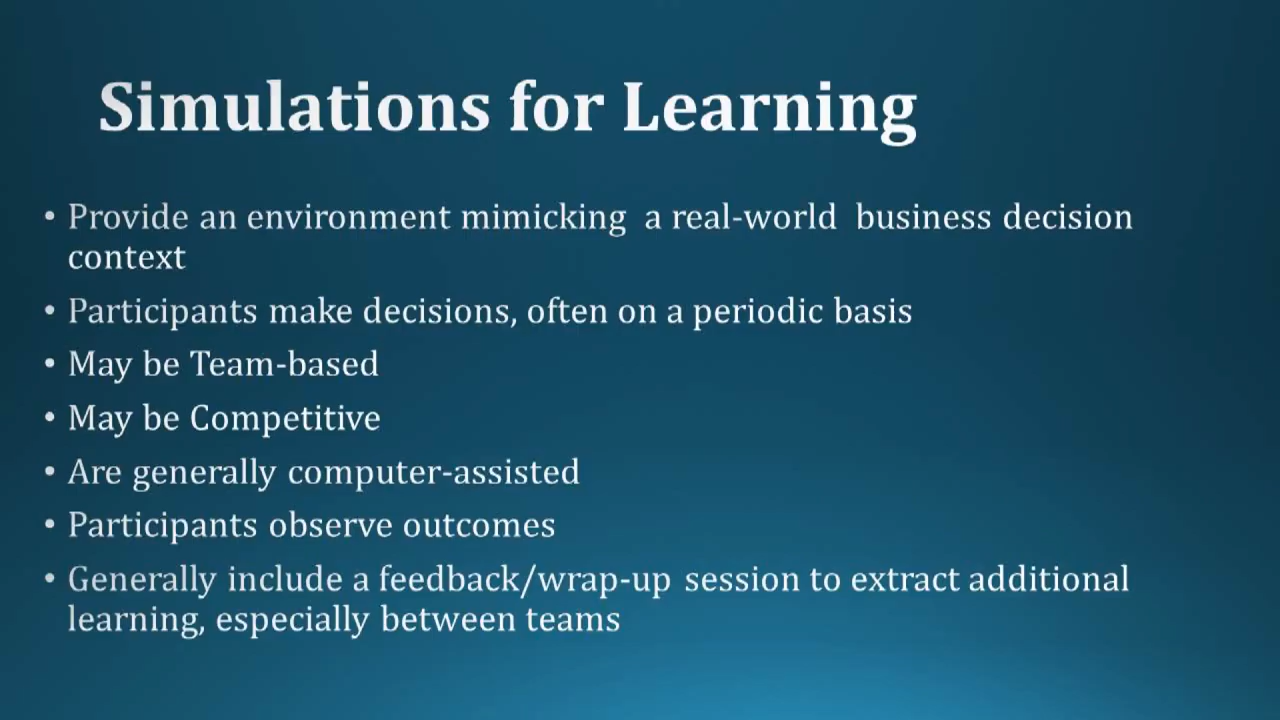 Simulations for Learning
• Provide an environment mimicking a real-world business decision
context
• Participants make decisions, often on a periodic basis
• May be Team-based
• May be Competitive
• Are generally computer-assisted
• Participants observe outcomes
• Generally include a feedback/wrap-up session to extract additional
learning, especially between teams